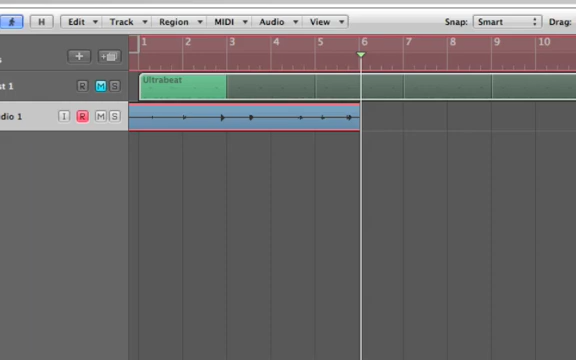 H Edit Track Region MIDI Audio View Snap: Smart Drag:
1 2 3 4 5 6 7 8 9 10
st 1 R M S Ultrabeat
dio 1 I R M S